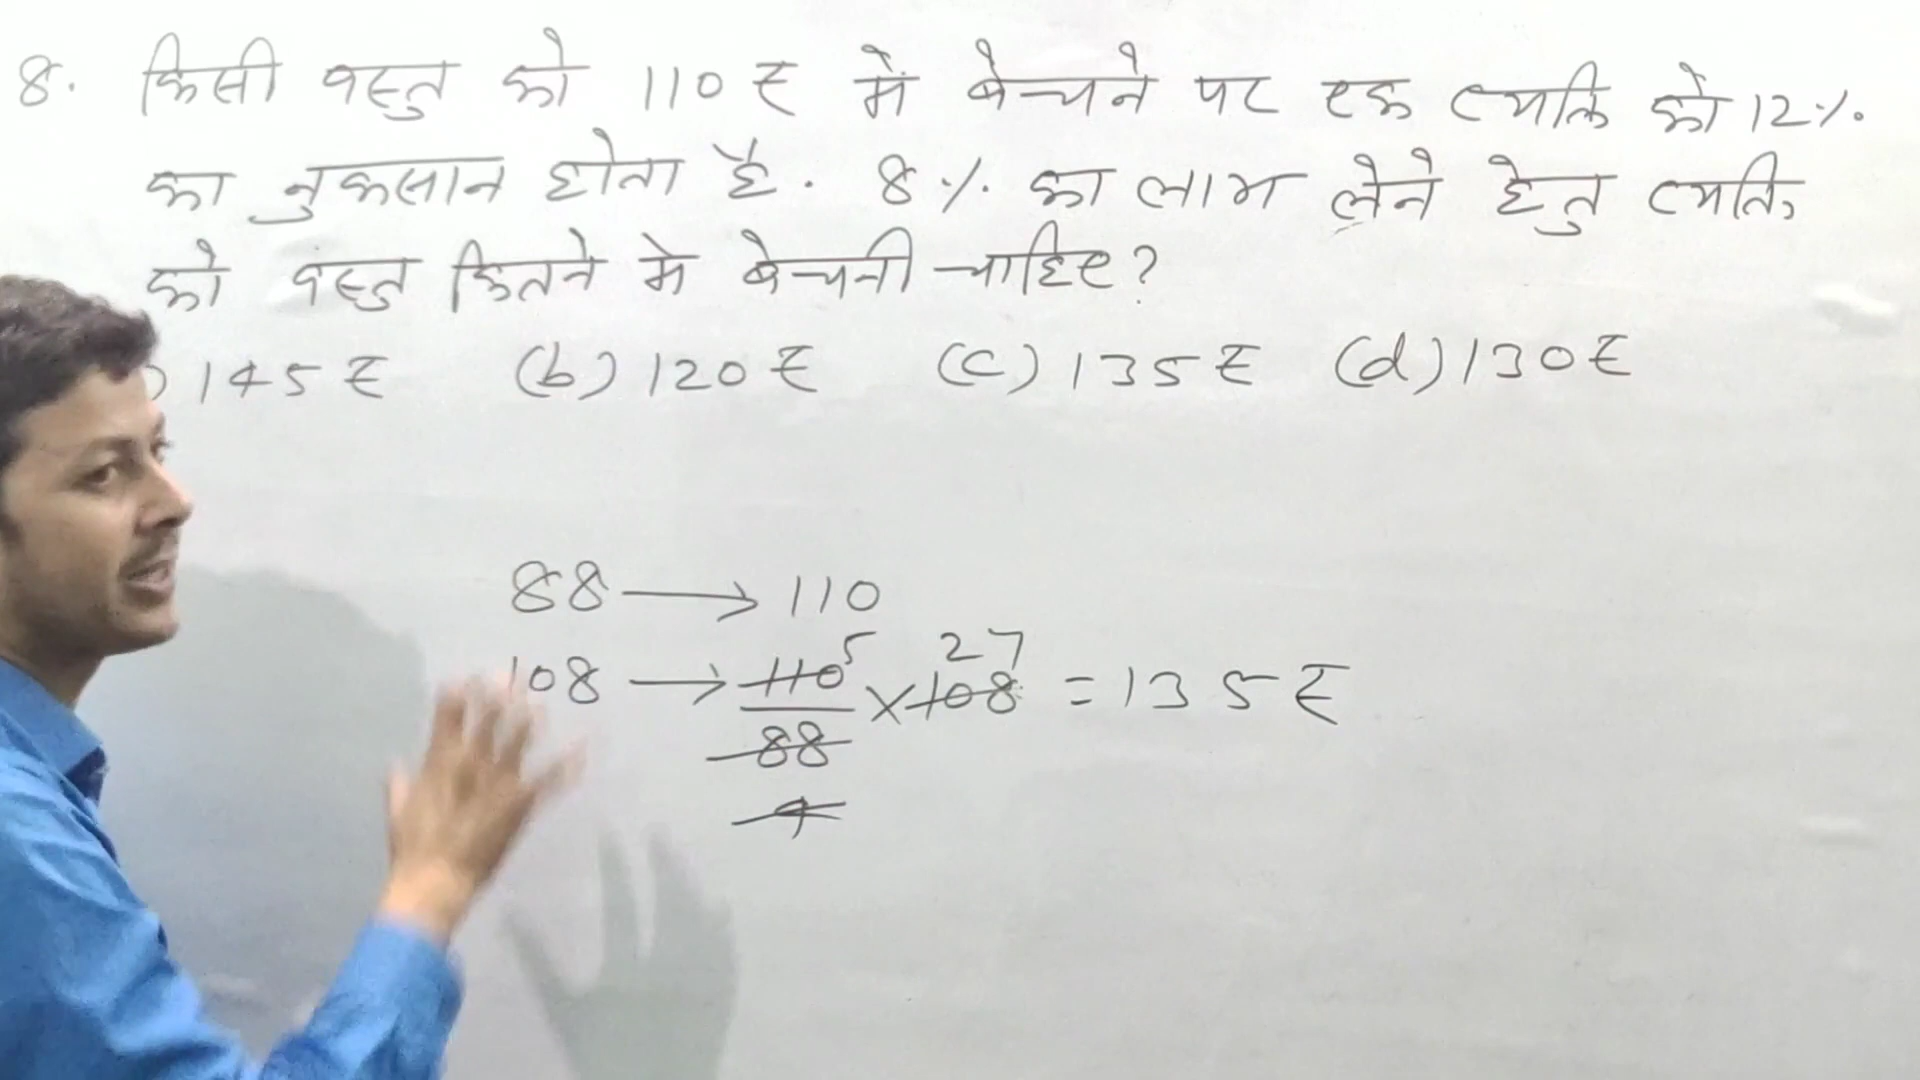 8. किसी वस्तु को 110 ₹ में बेचने पर एक व्यक्ति को 12%
का नुकसान होता है. 8% का लाभ लेने हेतु व्यक्ति
को वस्तु कितने मे बेचनी चाहिए?
) 145 ₹ (b) 120 ₹ (c) 135 ₹ (d) 130 ₹
88 → 110
108 → 110/88 × 108 = 135 ₹
5 27
4